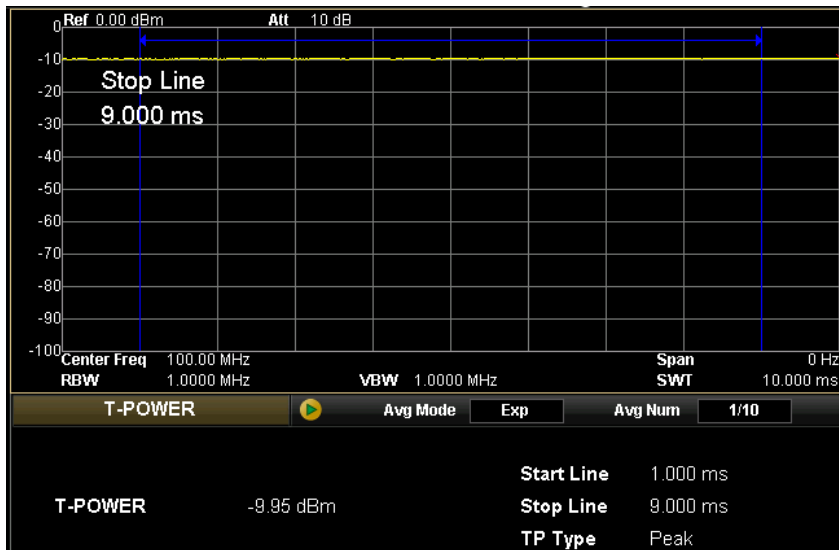 Ref 0.00 dBm Att 10 dB
0
-10
Stop Line
-20
9.000 ms
-30
-40
-50
-60
-70
-80
-90
-100
Center Freq 100.00 MHz Span 0 Hz
RBW 1.0000 MHz VBW 1.0000 MHz SWT 10.000 ms
T-POWER Avg Mode Exp Avg Num 1/10
Start Line 1.000 ms
T-POWER -9.95 dBm Stop Line 9.000 ms
TP Type Peak